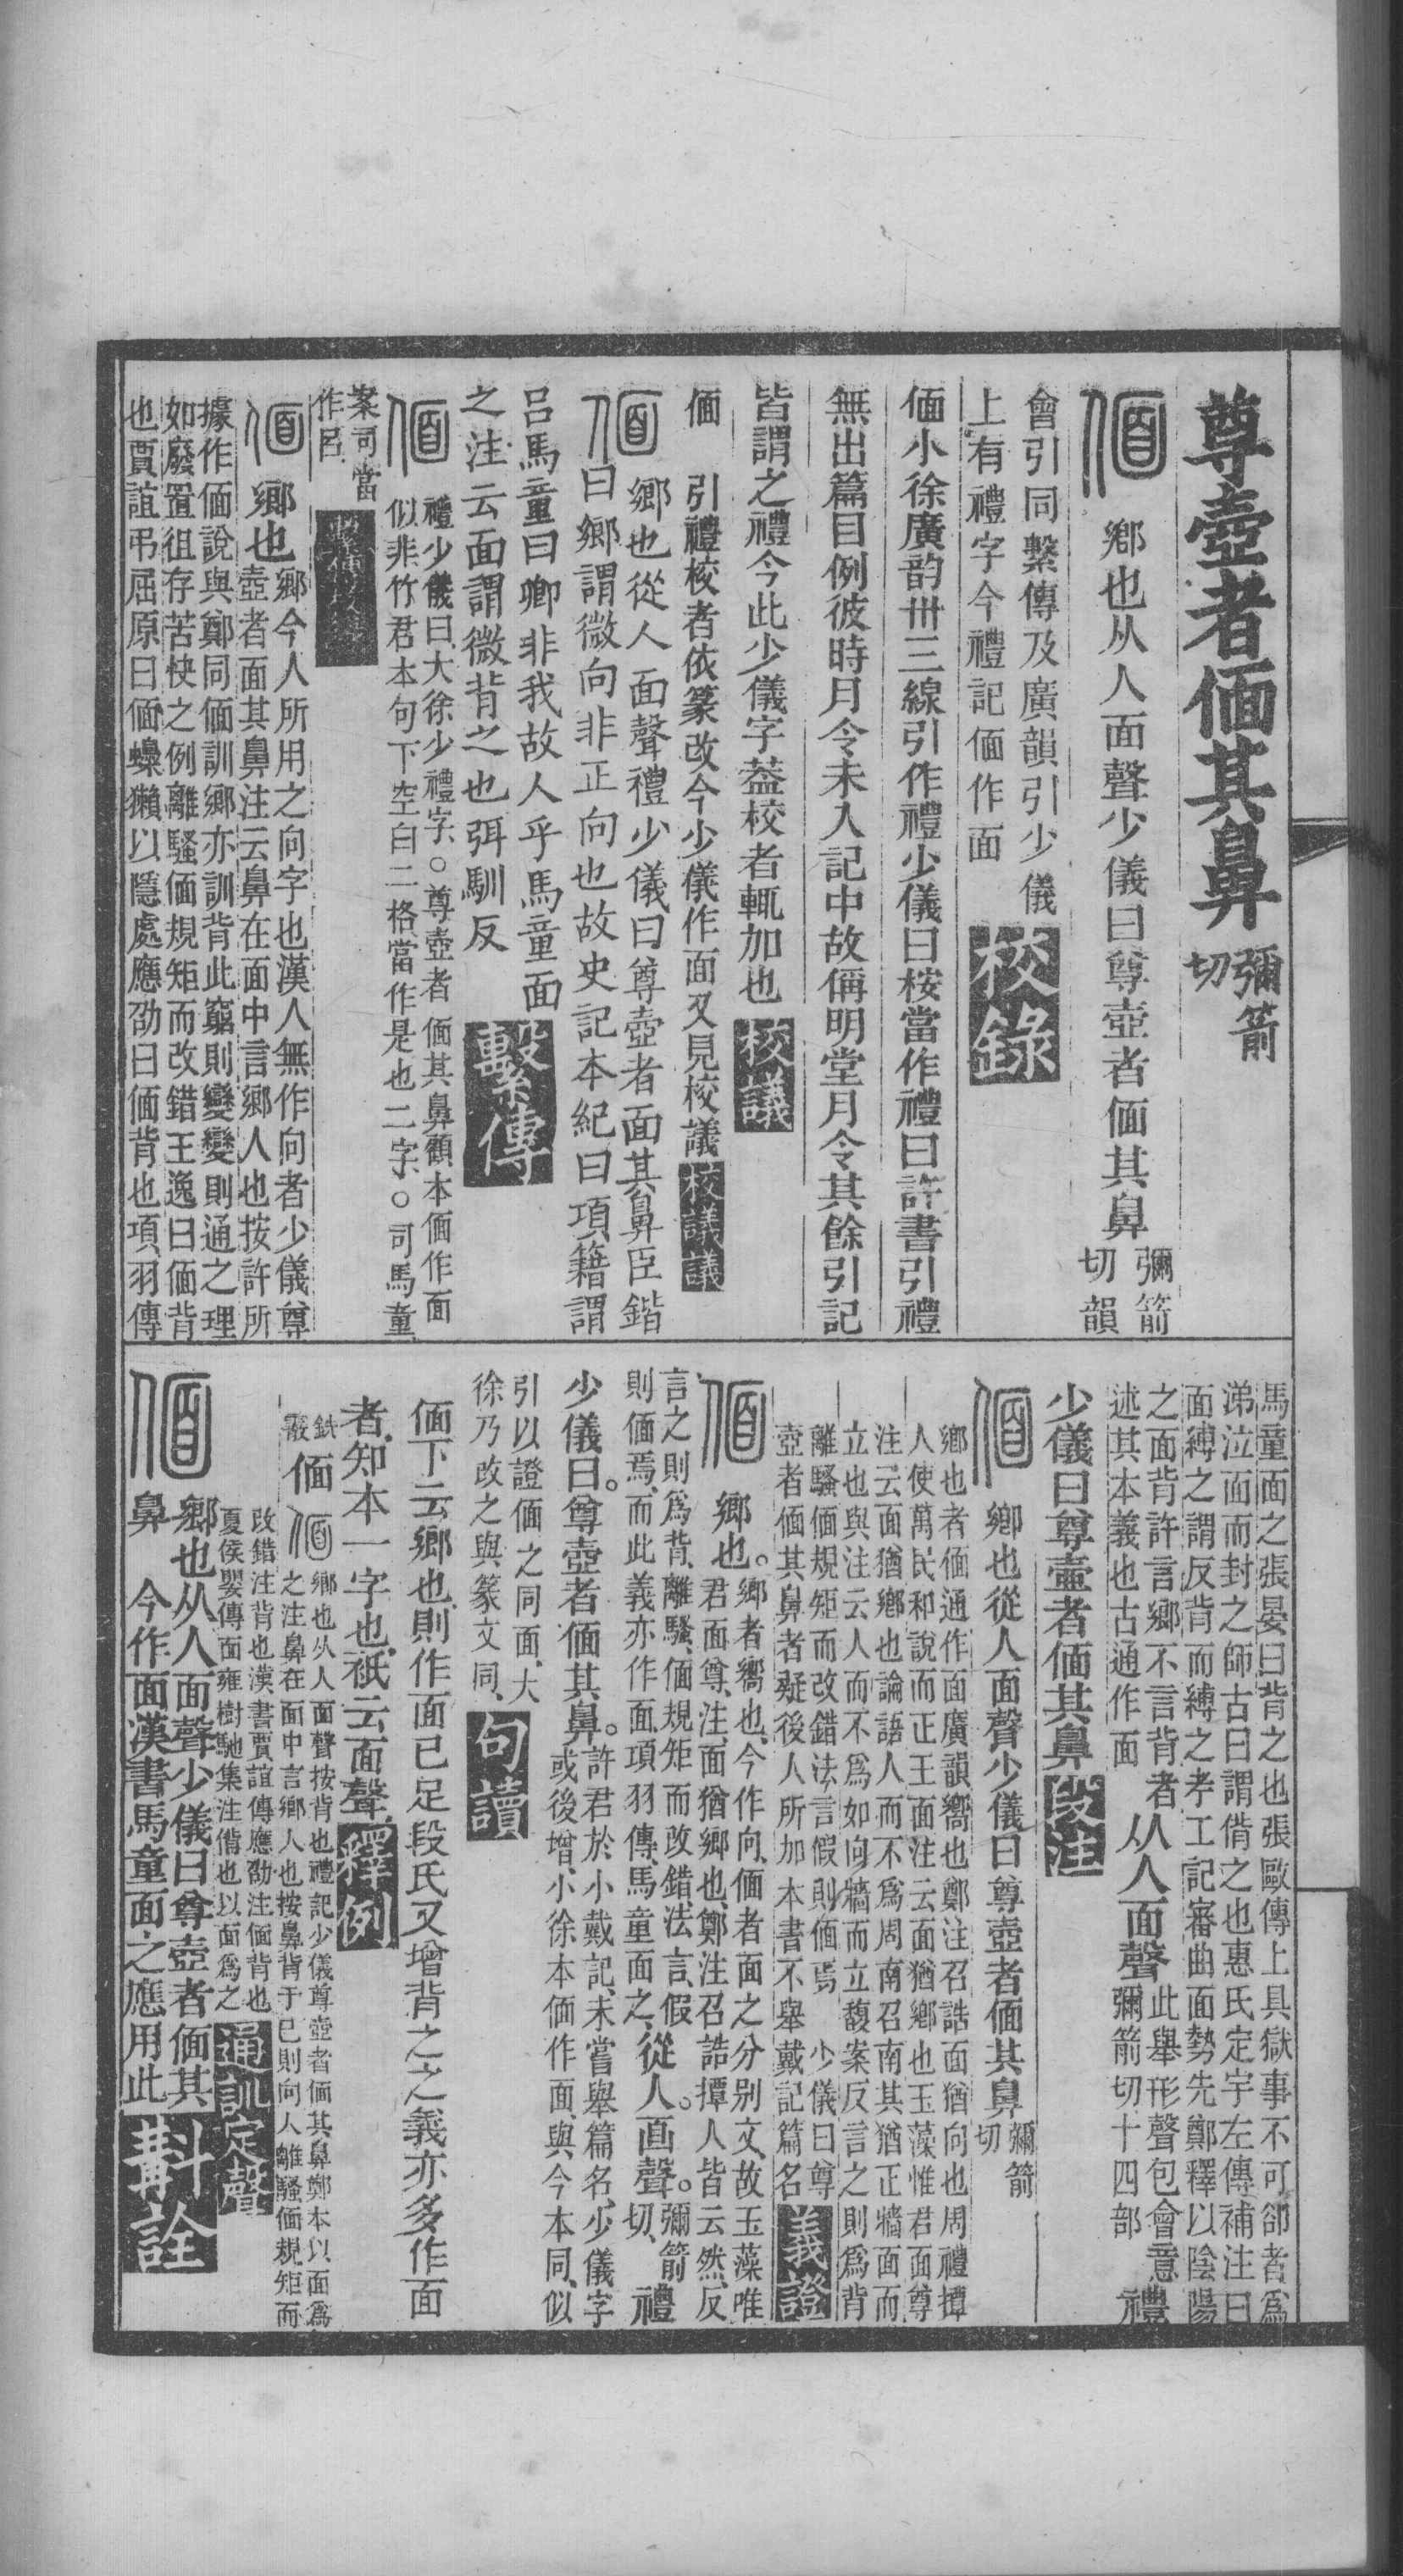 尊壺者偭其鼻
彌箭
切
鄉也从人面聲少儀曰尊壺者偭其鼻
彌箭
切韻
會引同繫傳及廣韻引少儀
上有禮字今禮記偭作面
校錄
偭小徐廣韵卅三線引作禮少儀曰桉當作禮曰許書引禮
無出篇目例彼時月令未入記中故偁明堂月令其餘引記
皆謂之禮今此少儀字葢校者輒加也
校議
偭 引禮校者依篆改今少儀作面又見校議
校議議
鄉也從人面聲禮少儀曰尊壺者面其鼻臣鍇
曰鄉謂微向非正向也故史記本紀曰項籍謂
呂馬童曰卿非我故人乎馬童面
之注云面謂微背之也弭馴反
繫傳
禮少儀曰大徐少禮字○尊壺者偭其鼻顧本偭作面
似非竹君本句下空白二格當作是也二字○司馬童
案司當
作呂
鄉也
鄉今人所用之向字也漢人無作向者少儀尊
壺者面其鼻注云鼻在面中言鄉人也按許所
據作偭說與鄭同偭訓鄉亦訓背此窮則變變則通之理
如廢置徂存苦快之例離騷偭規矩而改錯王逸曰偭背
也賈誼弔屈原曰偭蟂獺以隱處應劭曰偭背也項羽傳
馬童面之張晏曰背之也張歐傳上具獄事不可卻者爲
涕泣面而封之師古曰謂偝之也惠氏定宇左傳補注曰
面縛之謂反背而縛之考工記審曲面勢先鄭釋以陰陽
之面背許言鄉不言背者
述其本義也古通作面
从人面聲
此舉形聲包會意
彌箭切十四部
禮
少儀曰尊壺者偭其鼻
段注
鄉也從人面聲少儀曰尊壺者偭其鼻
彌箭
切
鄉也者偭通作面廣韻嚮也鄭注召誥面猶向也周禮撢
人使萬民和說而正王面注云面猶鄉也玉藻惟君面尊
注云面猶鄉也論語人而不爲周南召南其猶正牆面而
立也與注云人而不爲如向牆而立馥案反言之則爲背
離騷偭規矩而改錯法言假則偭焉 少儀曰尊
壺者偭其鼻者疑後人所加本書不舉戴記篇名
義證
鄉也。
鄉者嚮也、今作向、偭者面之分别文、故玉藻唯
君面尊、注、面猶鄉也、鄭注召誥撢人皆云然、反
言之則爲背、離騷、偭規矩而改錯、法言、假
則偭焉、而此義亦作面、項羽傳、馬童面之、
從人。面聲。
彌箭
切、
禮
少儀曰。尊壺者偭其鼻。
許君於小戴記、未嘗舉篇名、少儀字
或後增、小徐本偭作面、與今本同、似
引以證偭之同面、大
徐乃改之與篆文同、
句讀
偭下云鄉也、則作面已足、段氏又增背之之義亦多作面
者、知本一字也、衹云面聲、
釋例
偭
鄉也从人面聲按背也禮記少儀尊壺者偭其鼻鄭本以面爲
之注鼻在面中言鄉人也按鼻背于己則向人離騷偭規矩而
改錯注背也漢書賈誼傳應劭注偭背也
夏侯嬰傳面雍樹馳集注偝也以面爲之
通訓定聲
鄉也从人面聲少儀曰尊壺者偭其
鼻 今作面漢書馬童面之應用此
斠詮